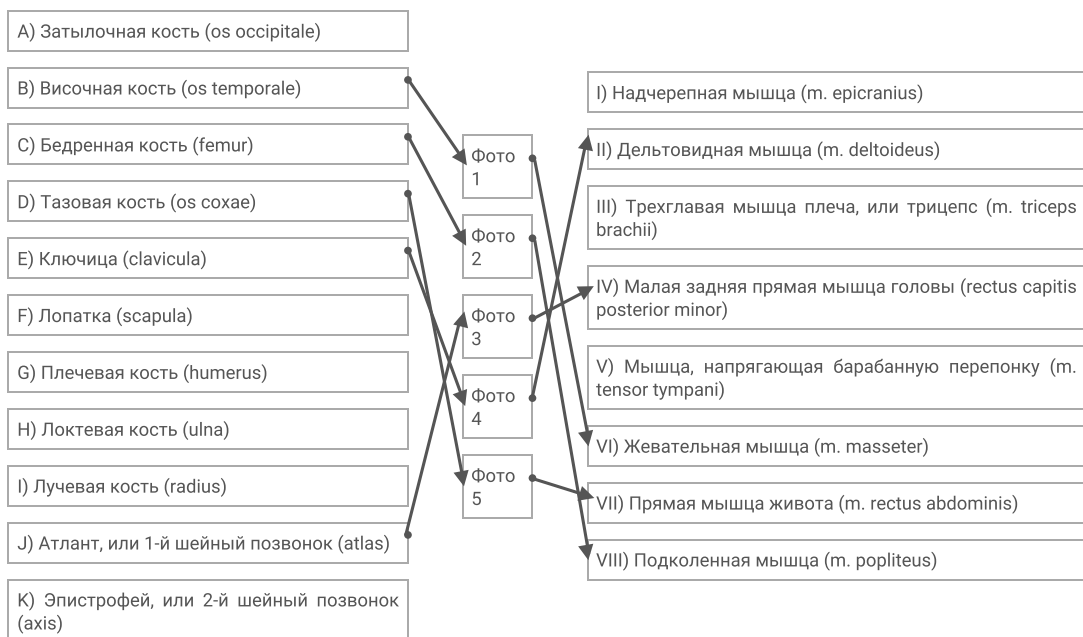 A) Затылочная кость (os occipitale)
B) Височная кость (os temporale)
C) Бедренная кость (femur)
D) Тазовая кость (os coxae)
E) Ключица (clavicula)
F) Лопатка (scapula)
G) Плечевая кость (humerus)
H) Локтевая кость (ulna)
I) Лучевая кость (radius)
J) Атлант, или 1-й шейный позвонок (atlas)
K) Эпистрофей, или 2-й шейный позвонок
(axis)
Фото
1
Фото
2
Фото
3
Фото
4
Фото
5
I) Надчерепная мышца (m. epicranius)
II) Дельтовидная мышца (m. deltoideus)
III) Трехглавая мышца плеча, или трицепс (m. triceps
brachii)
IV) Малая задняя прямая мышца головы (rectus capitis
posterior minor)
V) Мышца, напрягающая барабанную перепонку (m.
tensor tympani)
VI) Жевательная мышца (m. masseter)
VII) Прямая мышца живота (m. rectus abdominis)
VIII) Подколенная мышца (m. popliteus)